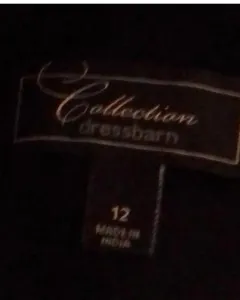 Collection
dressbarn
12
MADE IN
INDIA